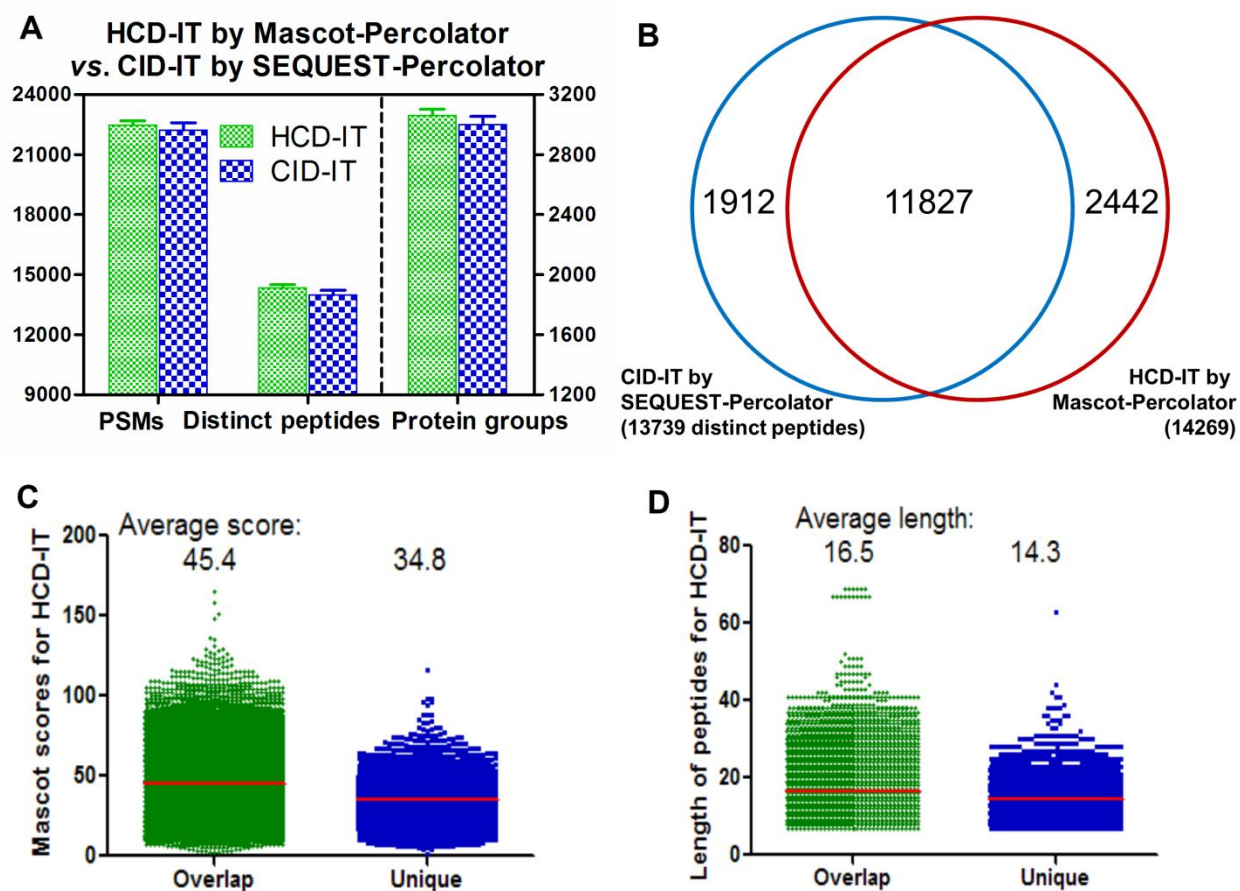 A
HCD-IT by Mascot-Percolator
vs. CID-IT by SEQUEST-Percolator
24000
21000
18000
15000
12000
9000
3200
2800
2400
2000
1600
1200
HCD-IT
CID-IT
PSMs Distinct peptides Protein groups
B
1912
11827
2442
CID-IT by
SEQUEST-Percolator
(13739 distinct peptides)
HCD-IT by
Mascot-Percolator
(14269)
C
Average score:
45.4
34.8
Mascot scores for HCD-IT
200
150
100
50
0
Overlap
Unique
D
Average length:
16.5
14.3
Length of peptides for HCD-IT
80
60
40
20
0
Overlap
Unique